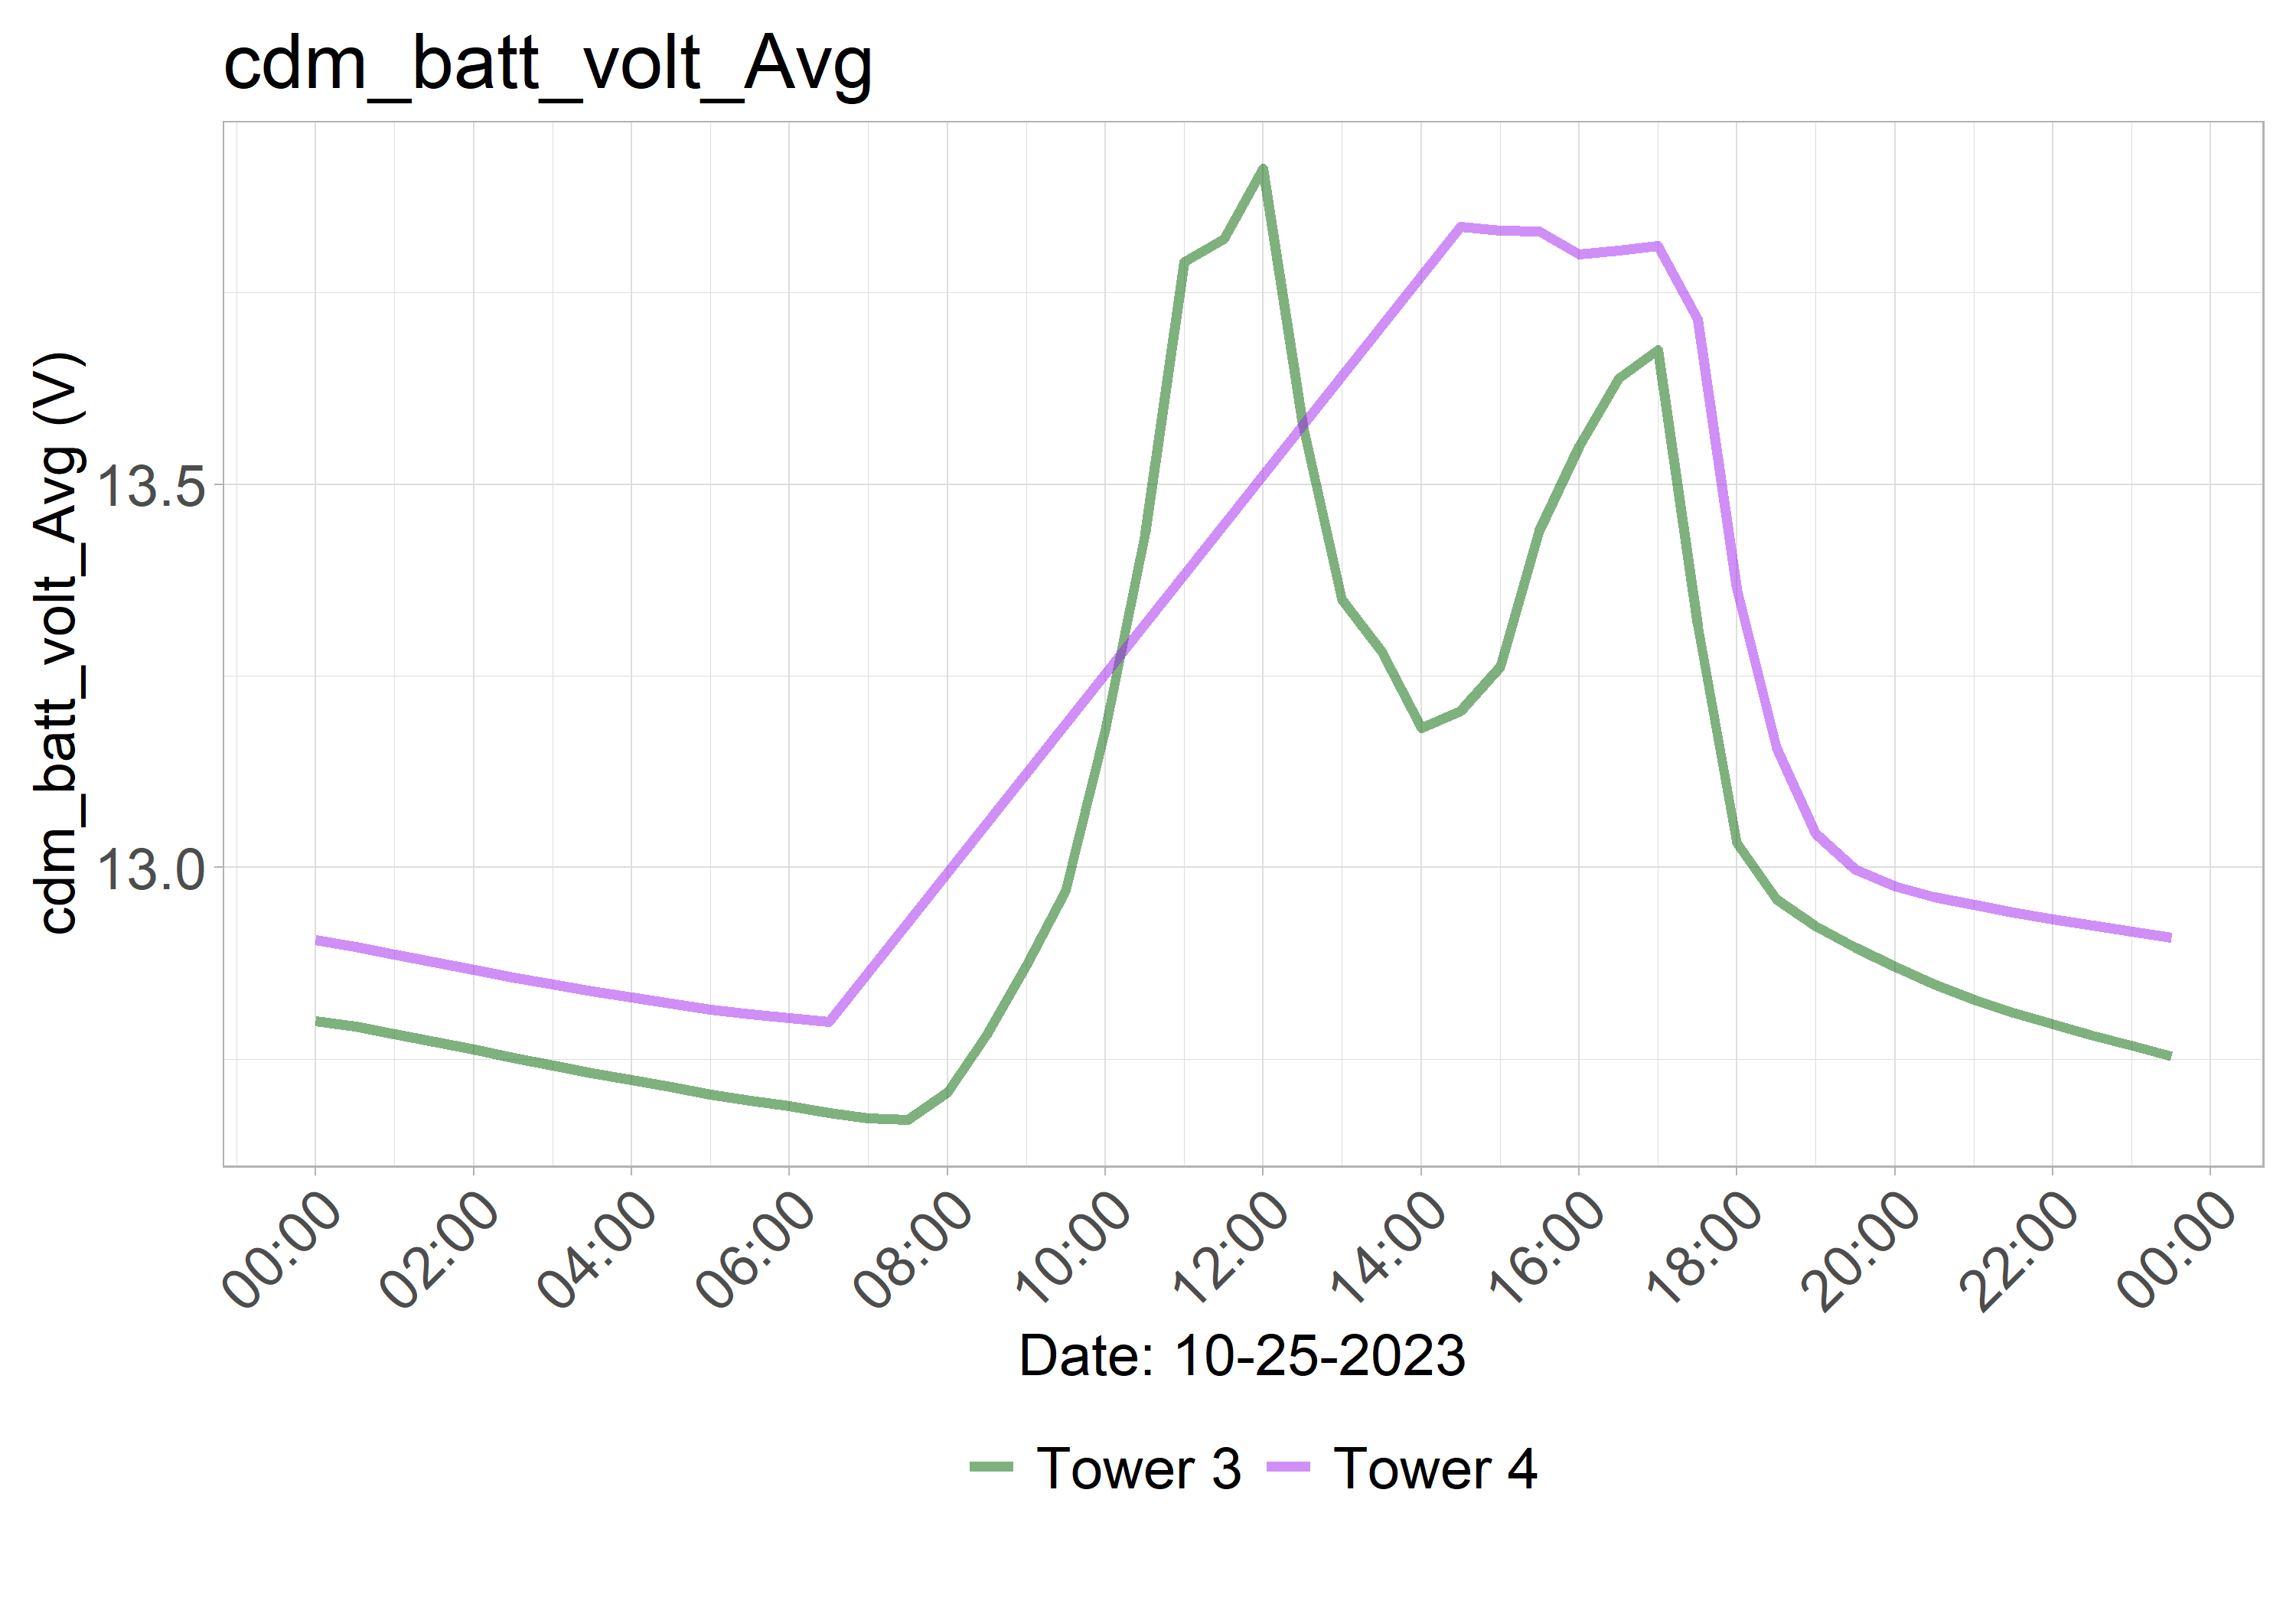 cdm_batt_volt_Avg
cdm_batt_volt_Avg (V)
13.5
13.0
00:00 02:00 04:00 06:00 08:00 10:00 12:00 14:00 16:00 18:00 20:00 22:00 00:00
Date: 10-25-2023
Tower 3 Tower 4